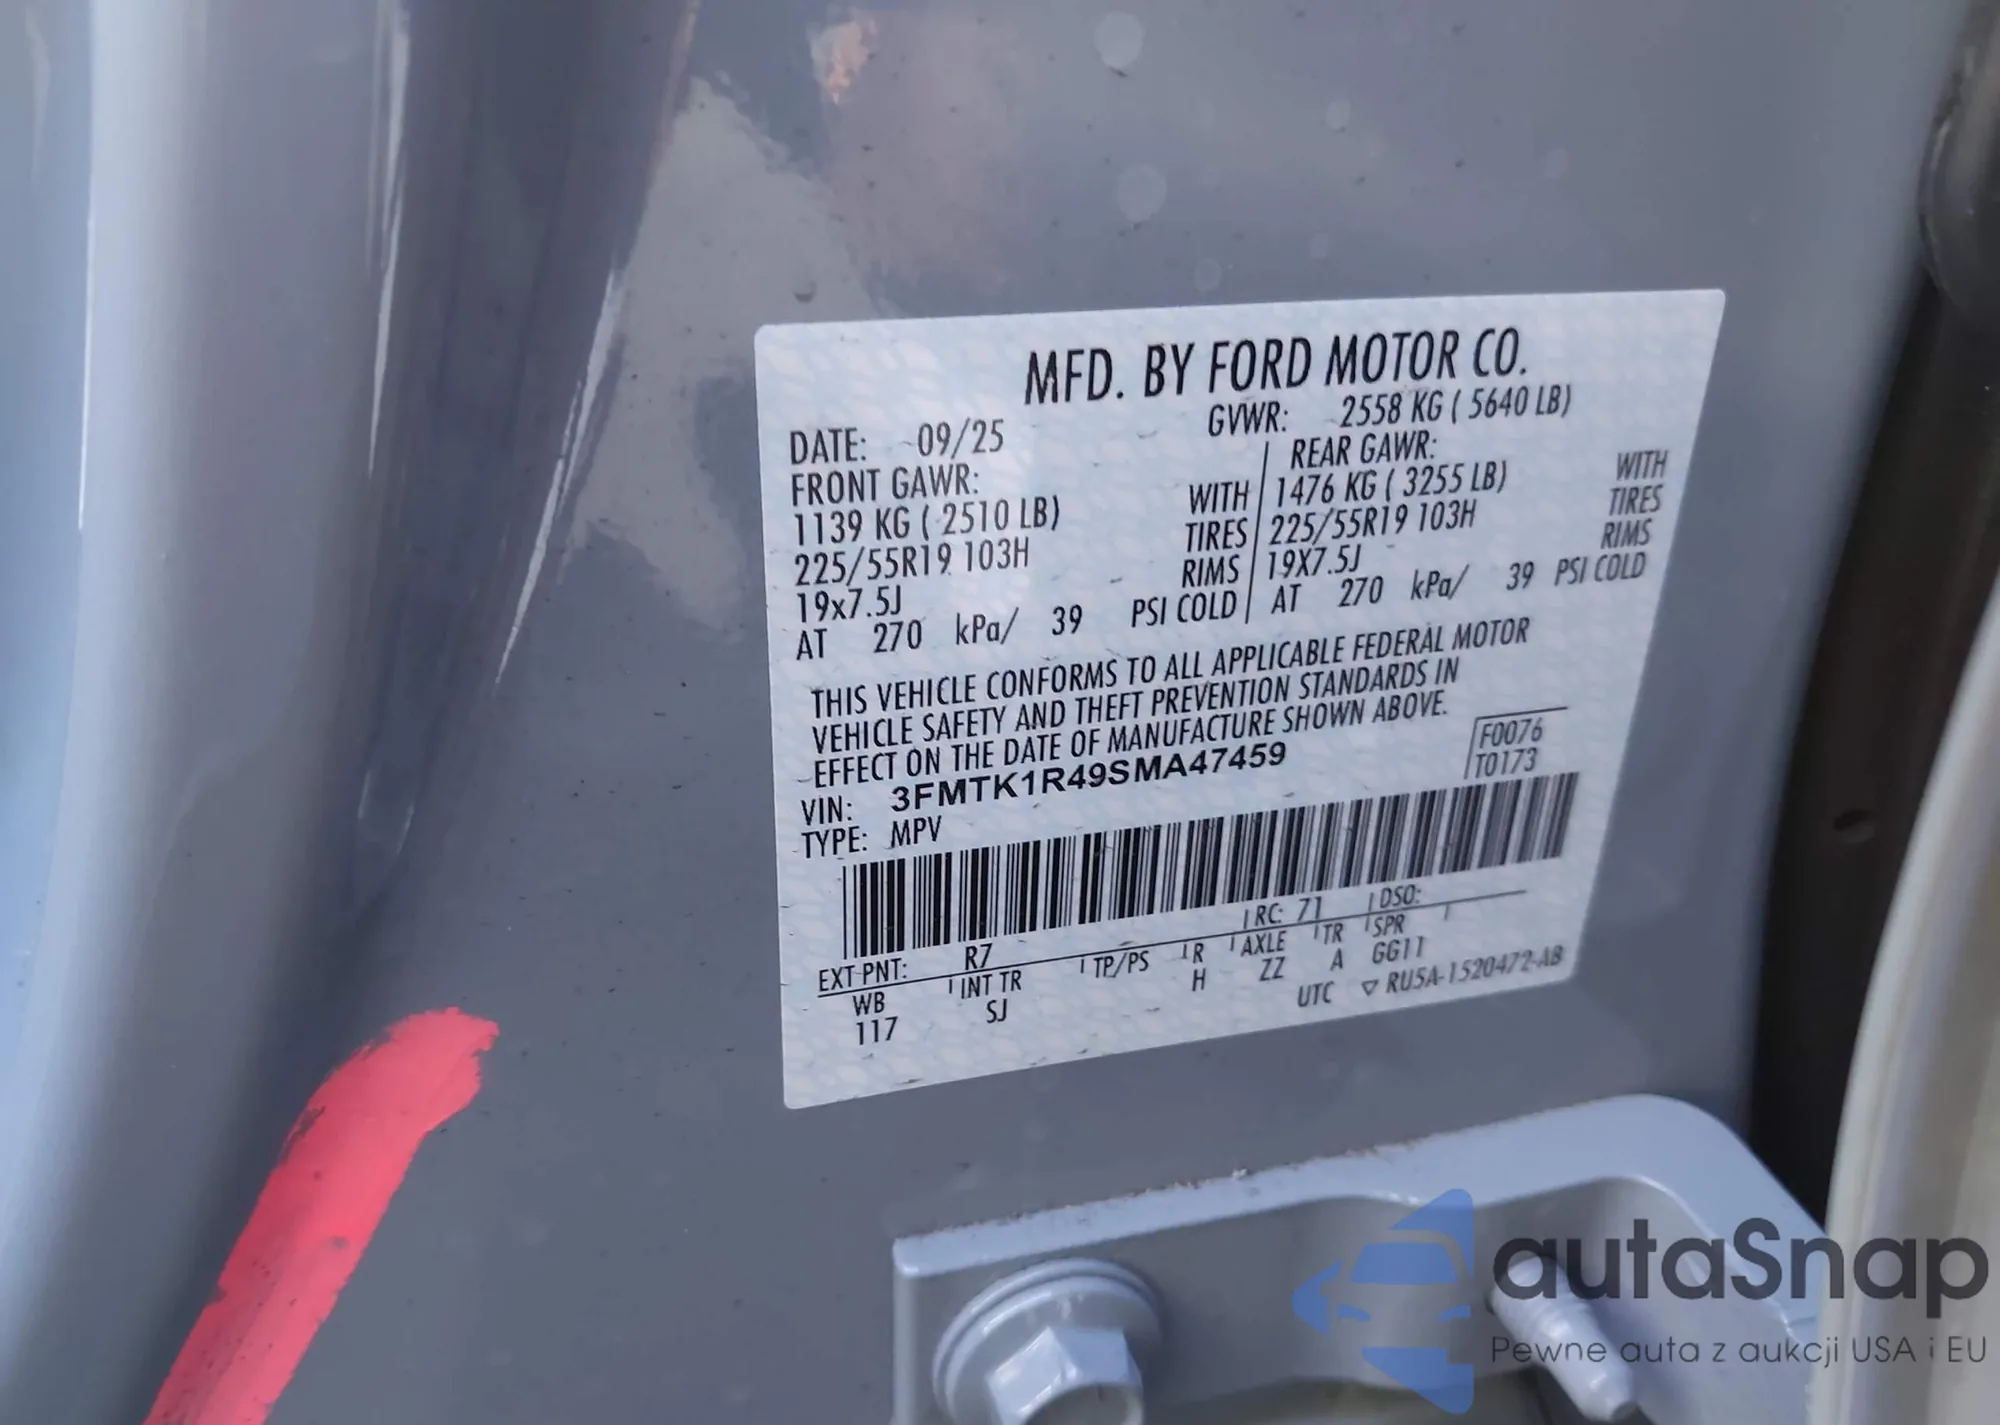 MFD. BY FORD MOTOR CO.
DATE: 09/25 GVWR: 2558 KG ( 5640 LB)
FRONT GAWR: REAR GAWR:
1139 KG ( 2510 LB) WITH 1476 KG ( 3255 LB) WITH
225/55R19 103H TIRES 225/55R19 103H TIRES
19x7.5J RIMS 19X7.5J RIMS
AT 270 kPa/ 39 PSI COLD AT 270 kPa/ 39 PSI COLD
THIS VEHICLE CONFORMS TO ALL APPLICABLE FEDERAL MOTOR
VEHICLE SAFETY AND THEFT PREVENTION STANDARDS IN
EFFECT ON THE DATE OF MANUFACTURE SHOWN ABOVE.
VIN: 3FMTK1R49SMA47459 F0076
TYPE: MPV T0173
EXT PNT: R7 RC: 71 DSO:
WB INT TR TP/PS R AXLE TR SPR
117 SJ H ZZ A GG11
UTC ▽ RU5A-1520472-AB
autaSnap
Pewne auta z aukcji USA i EU